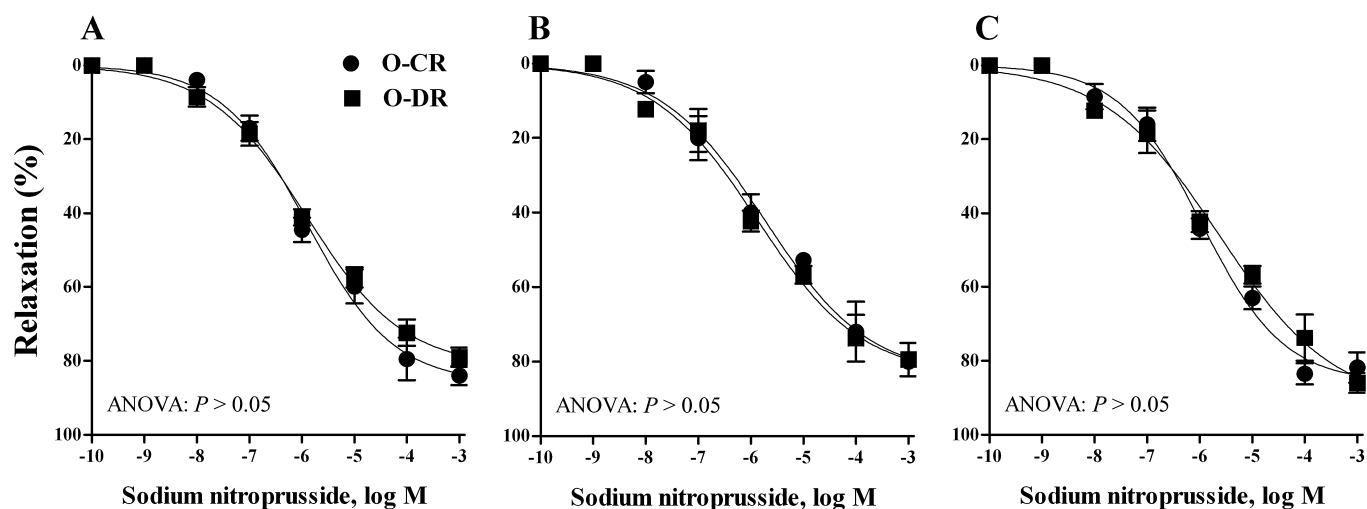 A
B
C
O-CR
O-DR
Relaxation (%)
0
20
40
60
80
100
ANOVA: P > 0.05
-10 -9 -8 -7 -6 -5 -4 -3
Sodium nitroprusside, log M
0
20
40
60
80
100
ANOVA: P > 0.05
-10 -9 -8 -7 -6 -5 -4 -3
Sodium nitroprusside, log M
0
20
40
60
80
100
ANOVA: P > 0.05
-10 -9 -8 -7 -6 -5 -4 -3
Sodium nitroprusside, log M